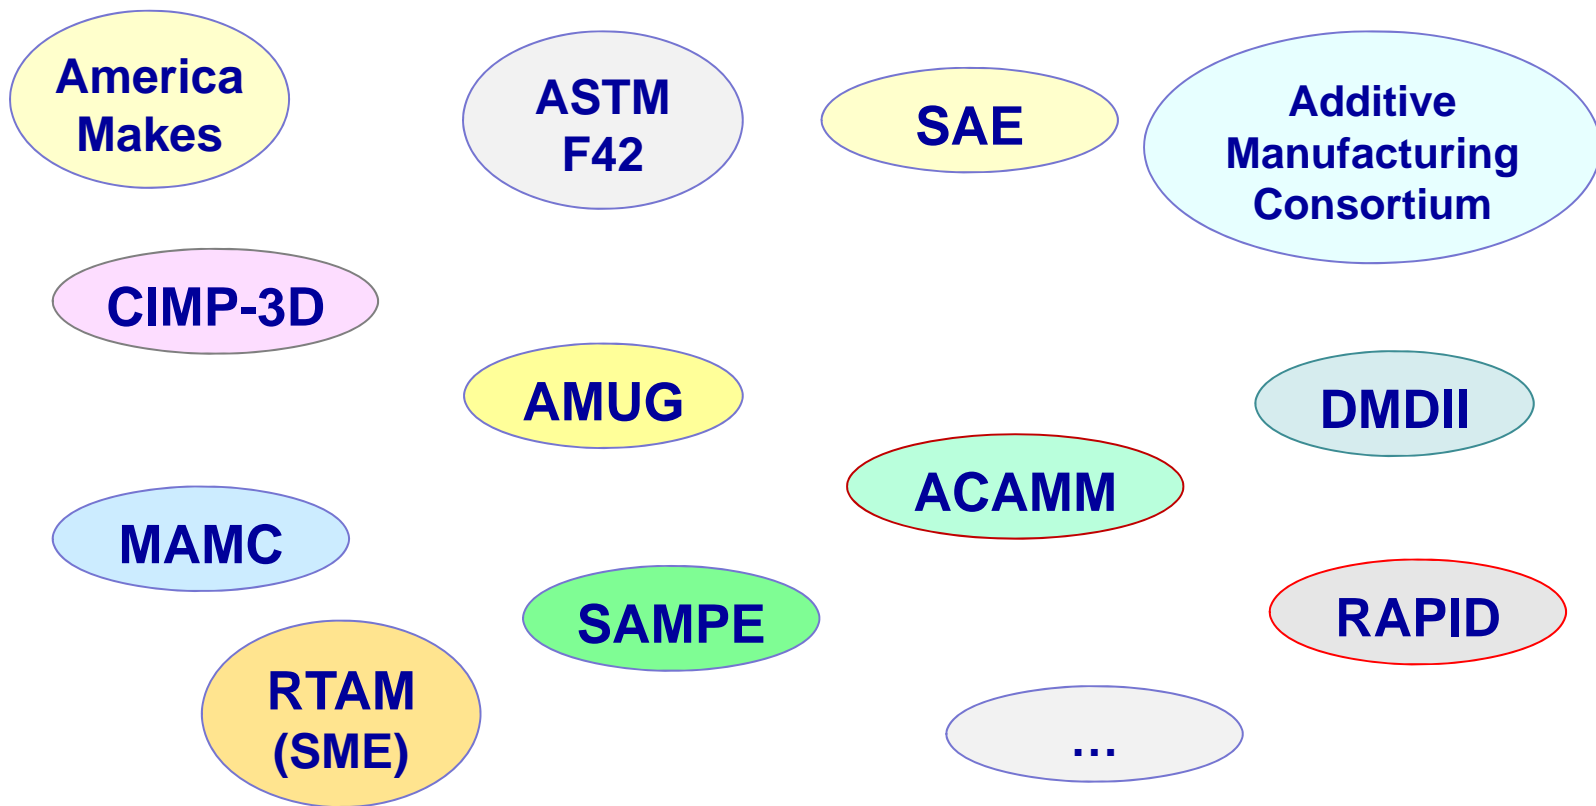 America
Makes
ASTM
F42
SAE
Additive
Manufacturing
Consortium
CIMP-3D
AMUG
DMDII
ACAMM
MAMC
SAMPE
RAPID
RTAM
(SME)
...